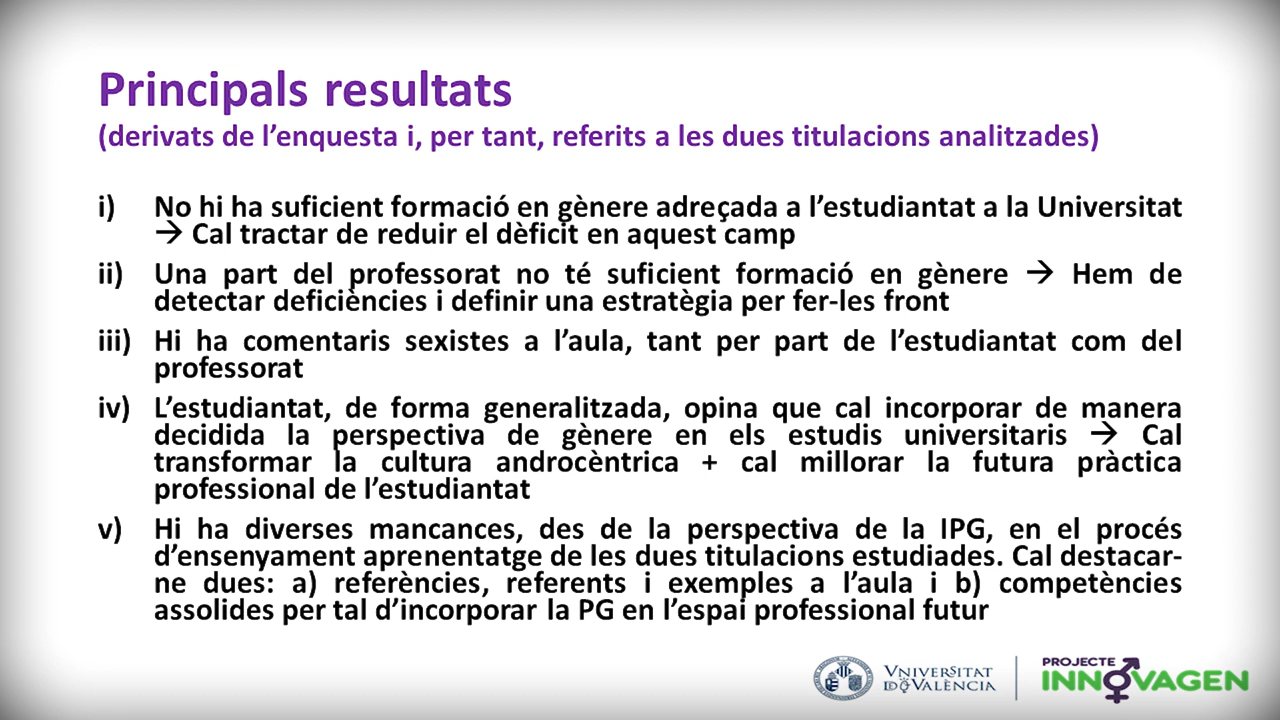 Principals resultats
(derivats de l’enquesta i, per tant, referits a les dues titulacions analitzades)
i) No hi ha suficient formació en gènere adreçada a l’estudiantat a la Universitat
→ Cal tractar de reduir el dèficit en aquest camp
ii) Una part del professorat no té suficient formació en gènere → Hem de
detectar deficiències i definir una estratègia per fer-les front
iii) Hi ha comentaris sexistes a l’aula, tant per part de l’estudiantat com del
professorat
iv) L’estudiantat, de forma generalitzada, opina que cal incorporar de manera
decidida la perspectiva de gènere en els estudis universitaris → Cal
transformar la cultura androcèntrica + cal millorar la futura pràctica
professional de l’estudiantat
v) Hi ha diverses mancances, des de la perspectiva de la IPG, en el procés
d’ensenyament aprenentatge de les dues titulacions estudiades. Cal destacar-
ne dues: a) referències, referents i exemples a l’aula i b) competències
assolides per tal d’incorporar la PG en l’espai professional futur
VNIVERSITAT
DE VALÈNCIA
PROJECTE
INNOVAGEN